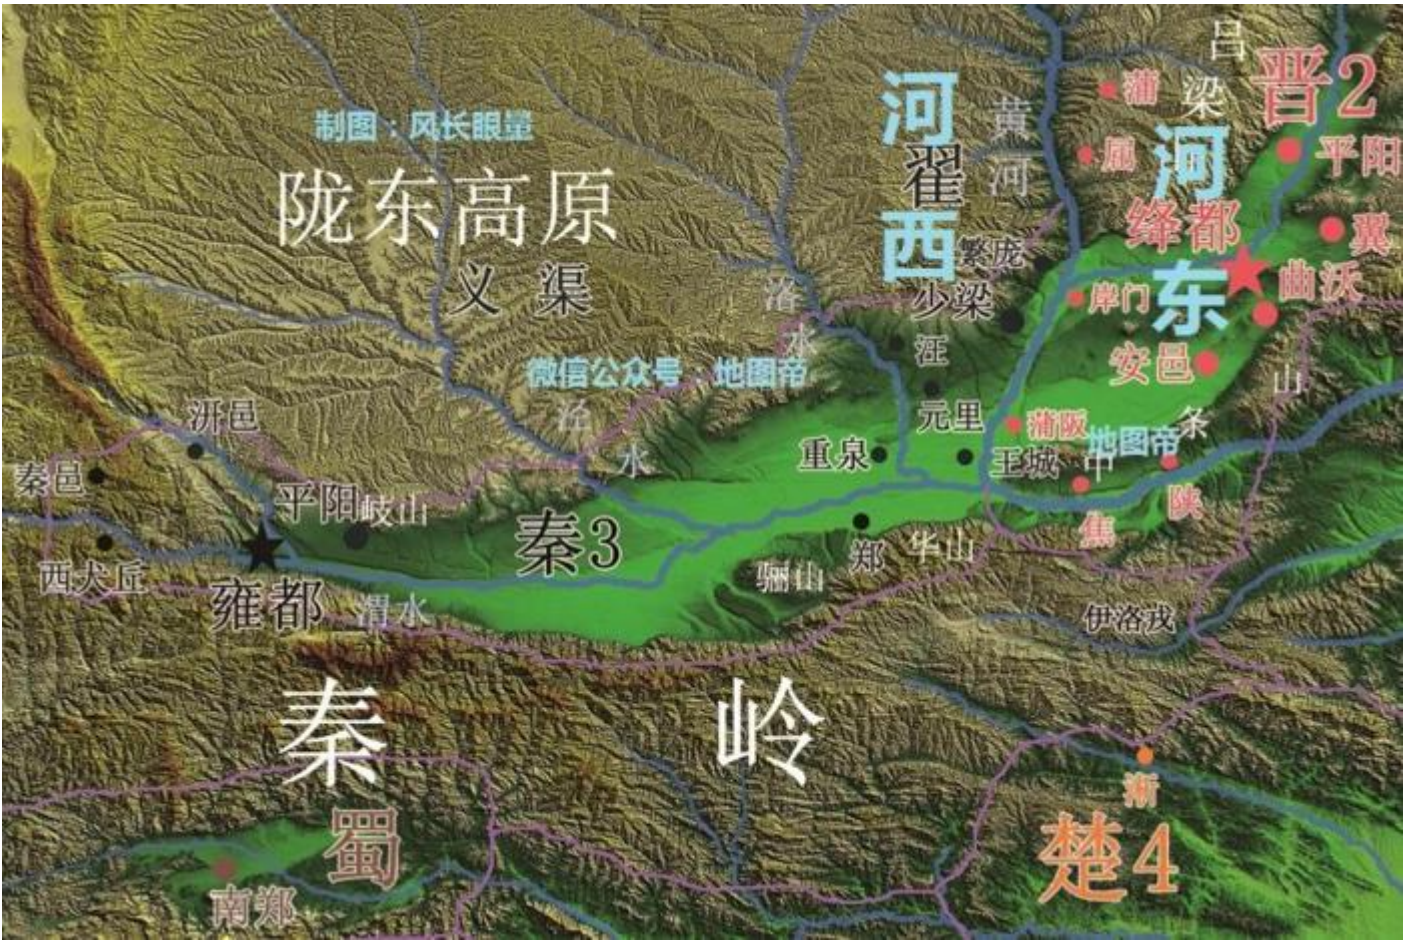 吕梁
晋2
蒲
制图：风长眼量
河西
黄河
翟
屈
河东
平阳
陇东高原
绛都
翼
义渠
繁庞
洛水
少梁
岸门
曲沃
汪
安邑
微信公众号 地图帝
泾水
汧邑
元里
蒲阪
中条山
地图帝
秦邑
重泉
王城
平阳
岐山
陕
秦3
焦
郑
华山
西犬丘
骊山
雍都
渭水
伊洛戎
秦岭
淅
蜀
楚4
南郑